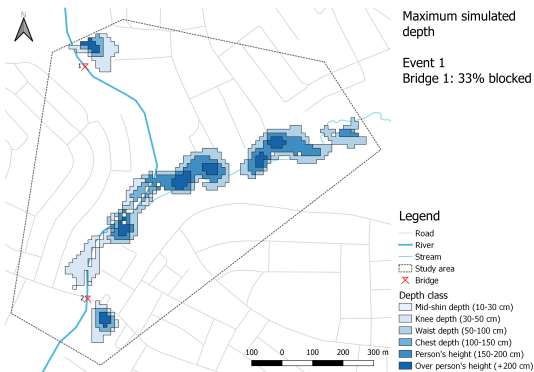 N
Maximum simulated
depth
Event 1
Bridge 1: 33% blocked
1
2
Legend
Road
River
Stream
Study area
Bridge
Depth class
Mid-shin depth (10-30 cm)
Knee depth (30-50 cm)
Waist depth (50-100 cm)
Chest depth (100-150 cm)
Person's height (150-200 cm)
Over person's height (+200 cm)
100 0 100 200 300 m